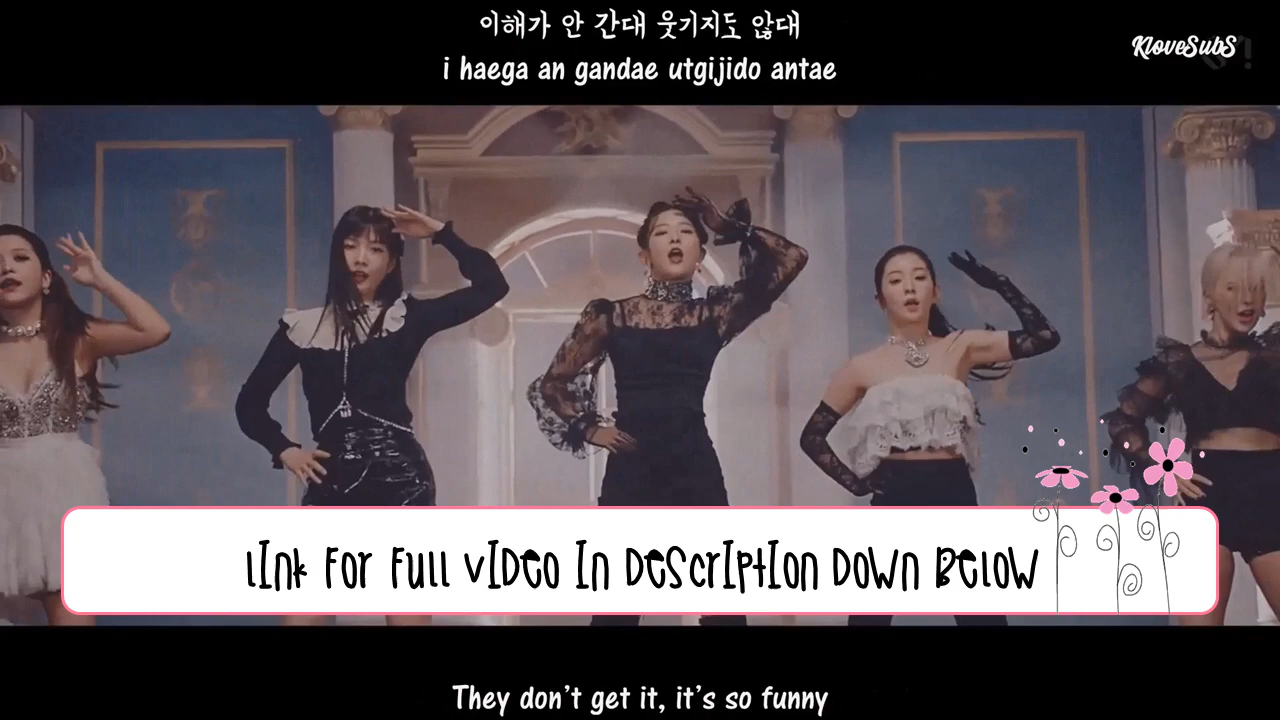 이해가 안 간대 웃기지도 않대
i haega an gandae utgijido antae
KloveSubS
link for full video in description down below
They don't get it, it's so funny